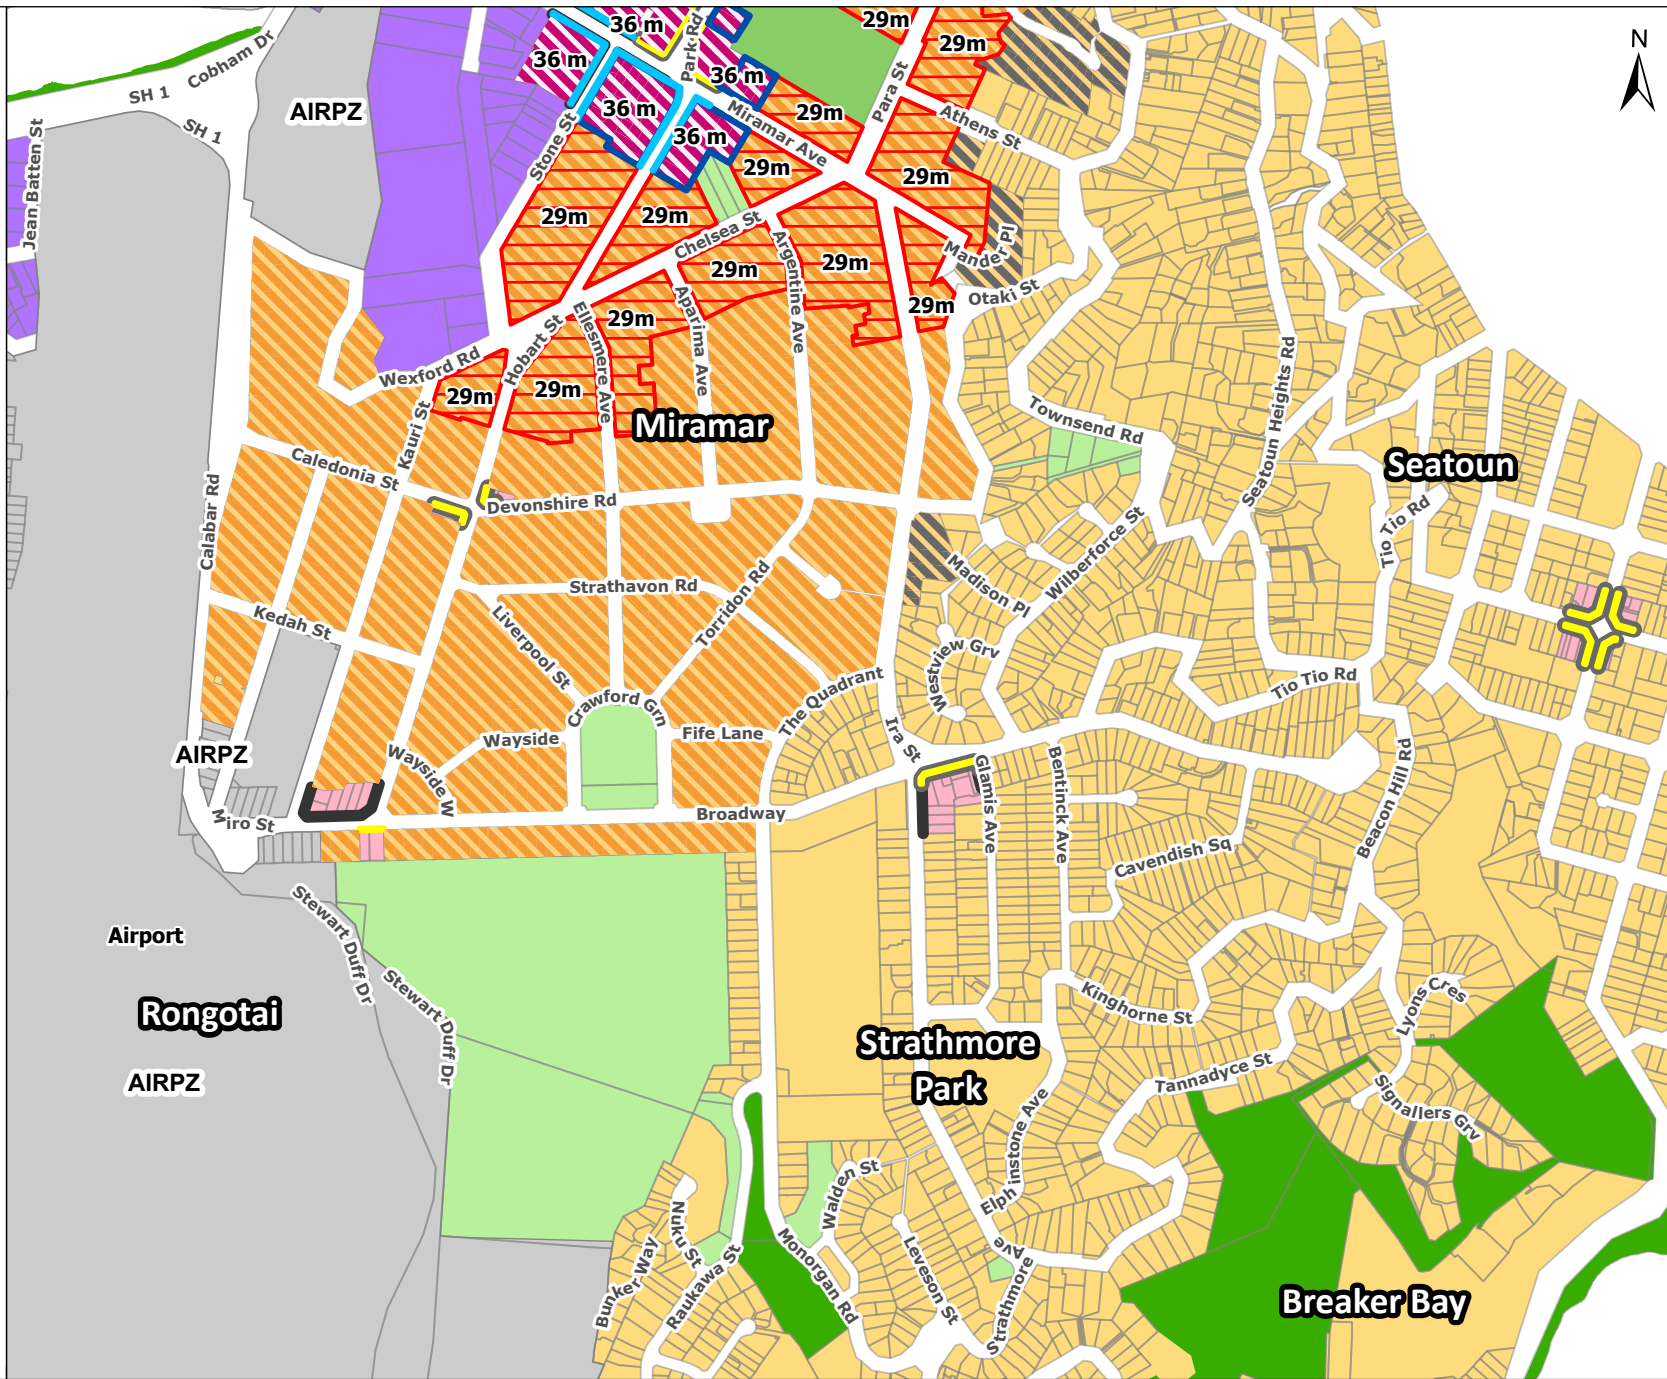 36 m
29m
N
Cobham Dr
36 m
Park Rd
29m
36 m
SH 1
AIRPZ
36 m
29m
Para St
SH 1
36 m
Miramar Ave
Athens St
Jean Batten St
Stone St
29m
29m
29m
29m
Chelsea St
Mander Pl
29m
Argentine Ave
29m
Otaki St
29m
29m
Ellesmere Ave
Aparima Ave
Hobart St
Wexford Rd
29m
29m
Seatoun Heights Rd
Miramar
Townsend Rd
Kauri St
Caledonia St
Seatoun
Calabar Rd
Devonshire Rd
Tio Tio Rd
Wilberforce St
Strathavon Rd
Madison Pl
Torridon Rd
Kedah St
Liverpool St
Westview Grv
Tio Tio Rd
The Quadrant
Crawford Grn
Wayside
Fife Lane
Ira St
AIRPZ
Wayside W
Glamis Ave
Bentinck Ave
Beacon Hill Rd
Miro St
Broadway
Cavendish Sq
Stewart Duff Dr
Airport
Stewart Duff Dr
Rongotai
Kinghorne St
Lyons Cres
Strathmore
Park
AIRPZ
Tannadyce St
Signallers Grv
Elphinstone Ave
Walden St
Nuku St
Bunker Way
Raukawa St
Monorgan Rd
Leveson St
Strathmore Ave
Breaker Bay